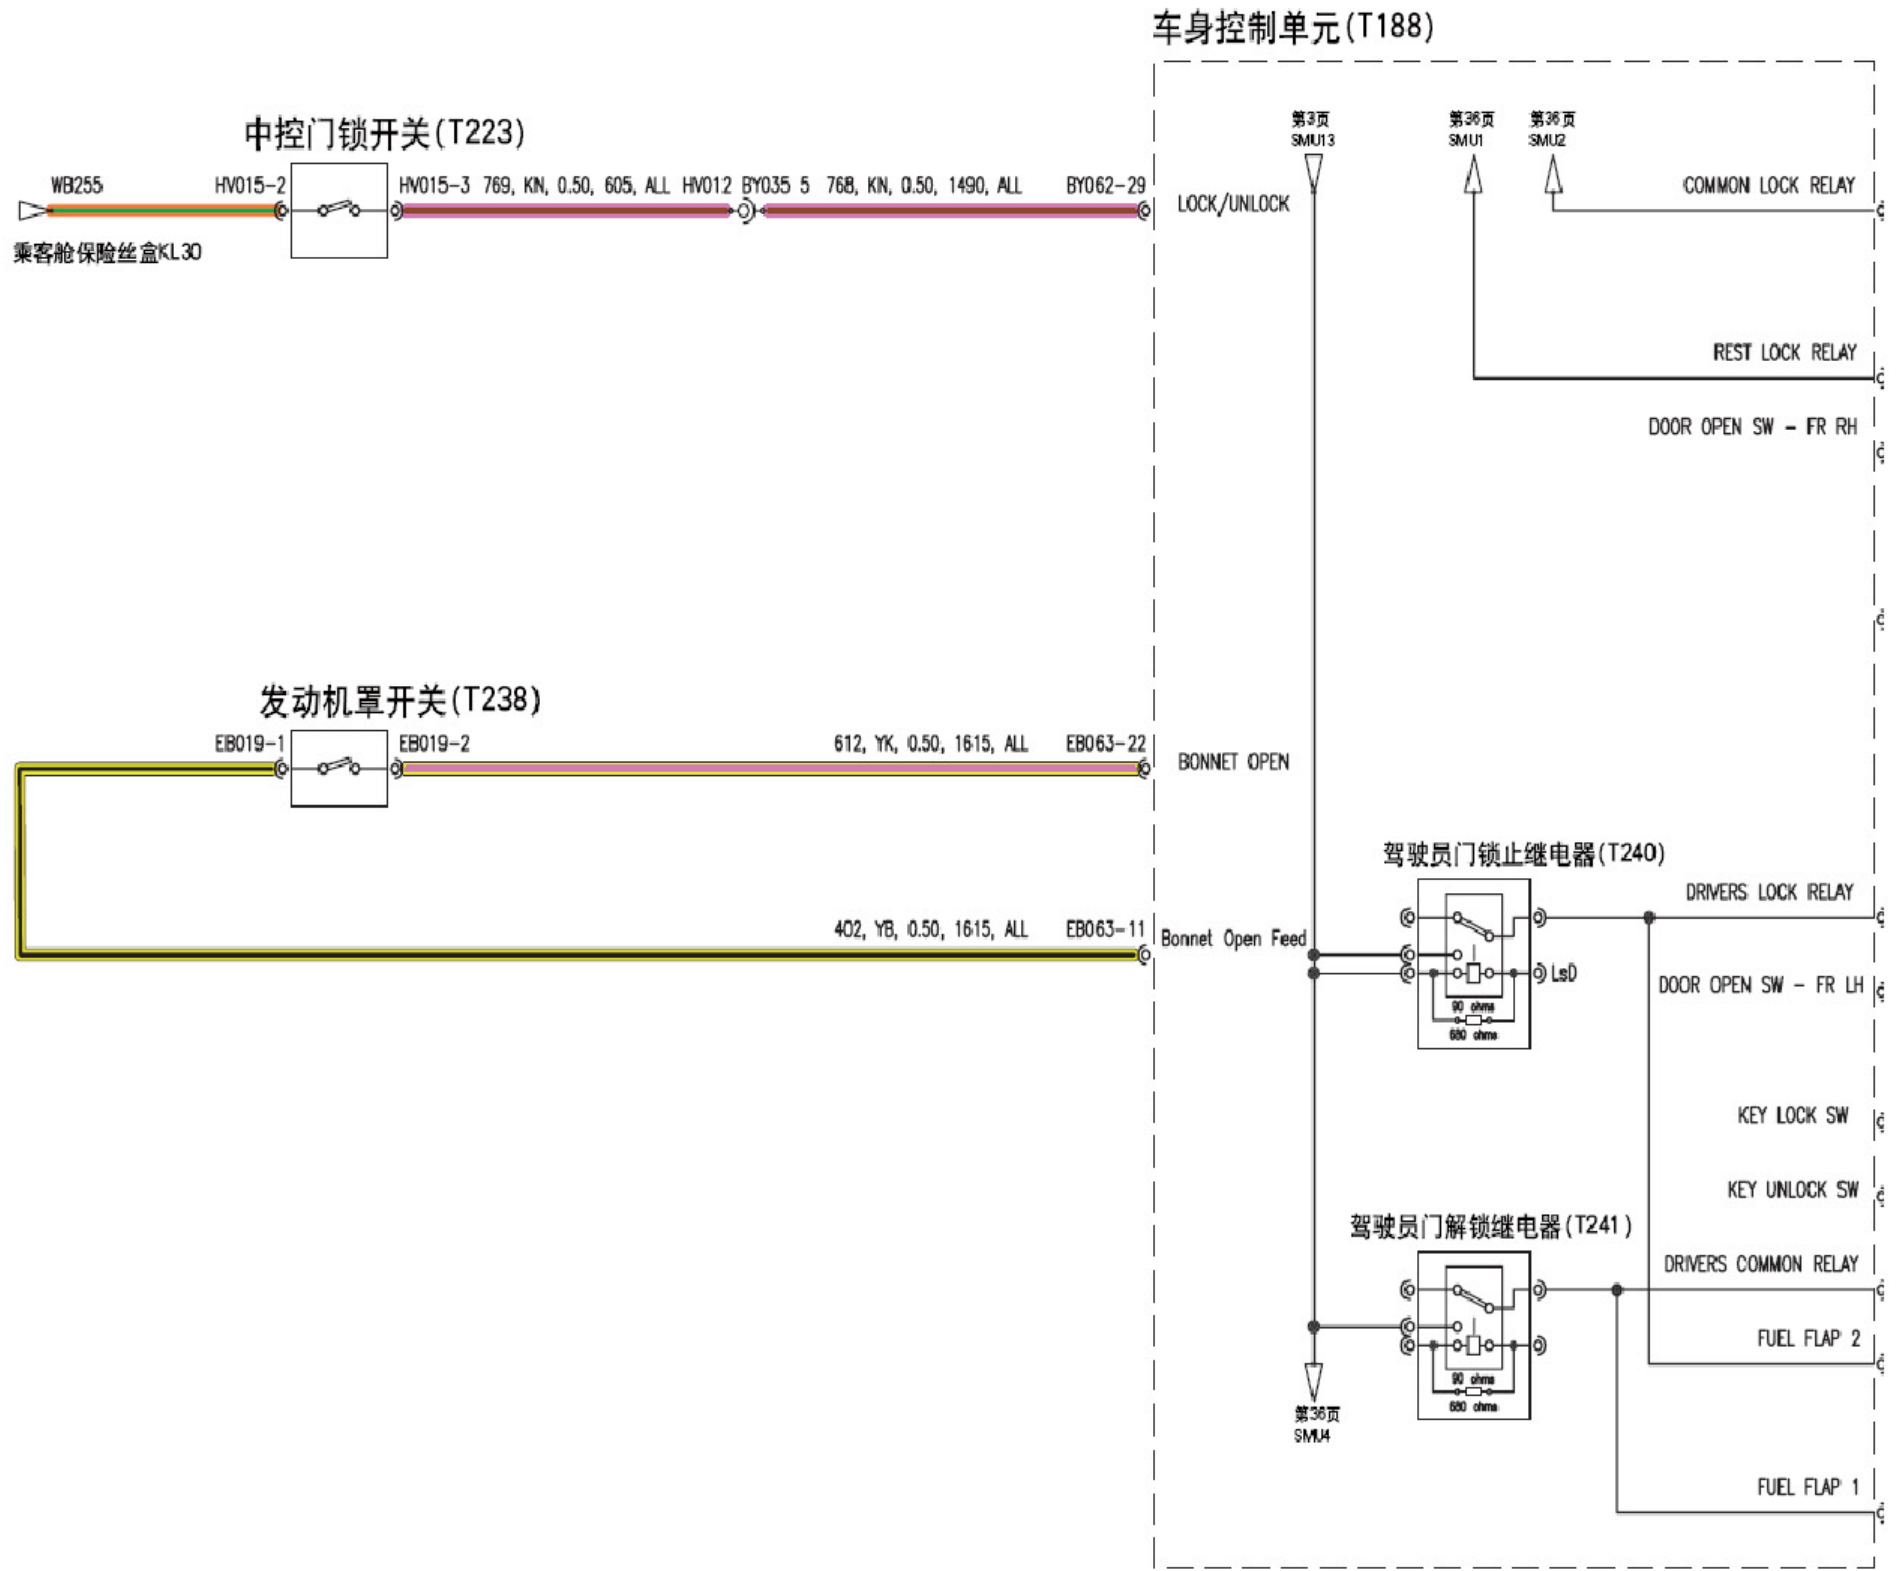 车身控制单元(T188)
第3页
SMU13
第36页
SMU1
第36页
SMU2
中控门锁开关(T223)
WB255
HV015-2
HV015-3 769, KN, 0.50, 605, ALL HV012 BY035 5 768, KN, 0.50, 1490, ALL BY062-29
LOCK/UNLOCK
COMMON LOCK RELAY
乘客舱保险丝盒KL30
REST LOCK RELAY
DOOR OPEN SW - FR RH
发动机罩开关(T238)
EB019-1
EB019-2
612, YK, 0.50, 1615, ALL EB063-22
BONNET OPEN
驾驶员门锁止继电器(T240)
DRIVERS LOCK RELAY
402, YB, 0.50, 1615, ALL EB063-11
Bonnet Open Feed
LsD
DOOR OPEN SW - FR LH
90 ohms
680 ohms
KEY LOCK SW
KEY UNLOCK SW
驾驶员门解锁继电器(T241)
DRIVERS COMMON RELAY
FUEL FLAP 2
90 ohms
680 ohms
第36页
SMU4
FUEL FLAP 1